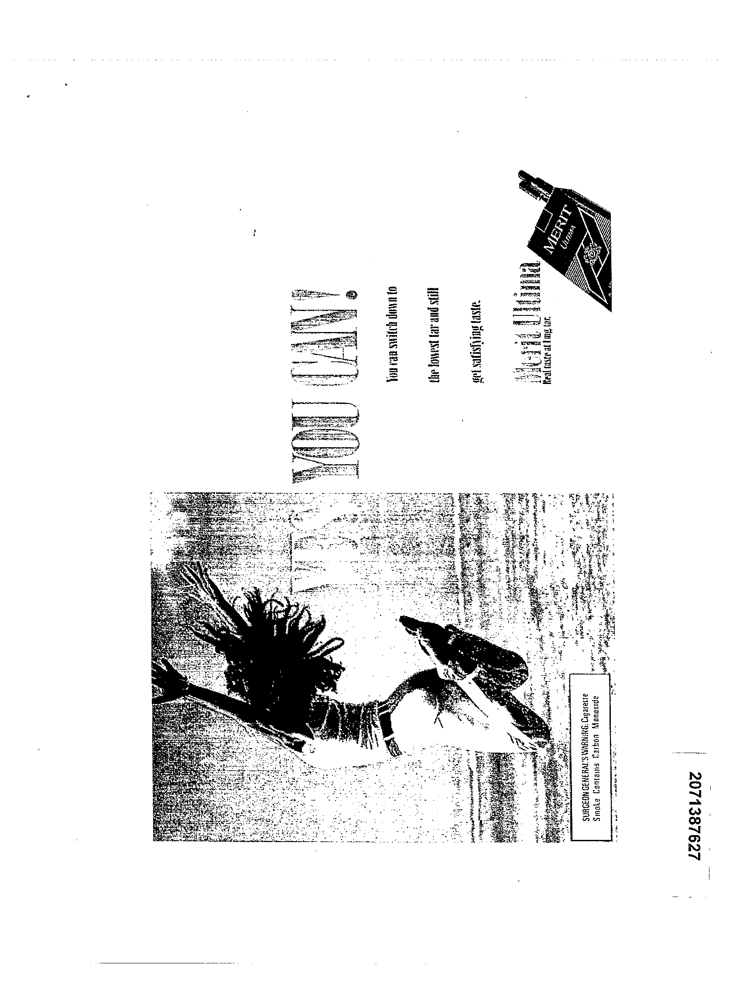 YES YOU CAN!
You can switch down to
the lowest tar and still
get satisfying taste.
Merit Ultima
Real taste at 1 mg tar.
MERIT
ULTIMA
SURGEON GENERAL'S WARNING: Cigarette
Smoke Contains Carbon Monoxide
2071387627